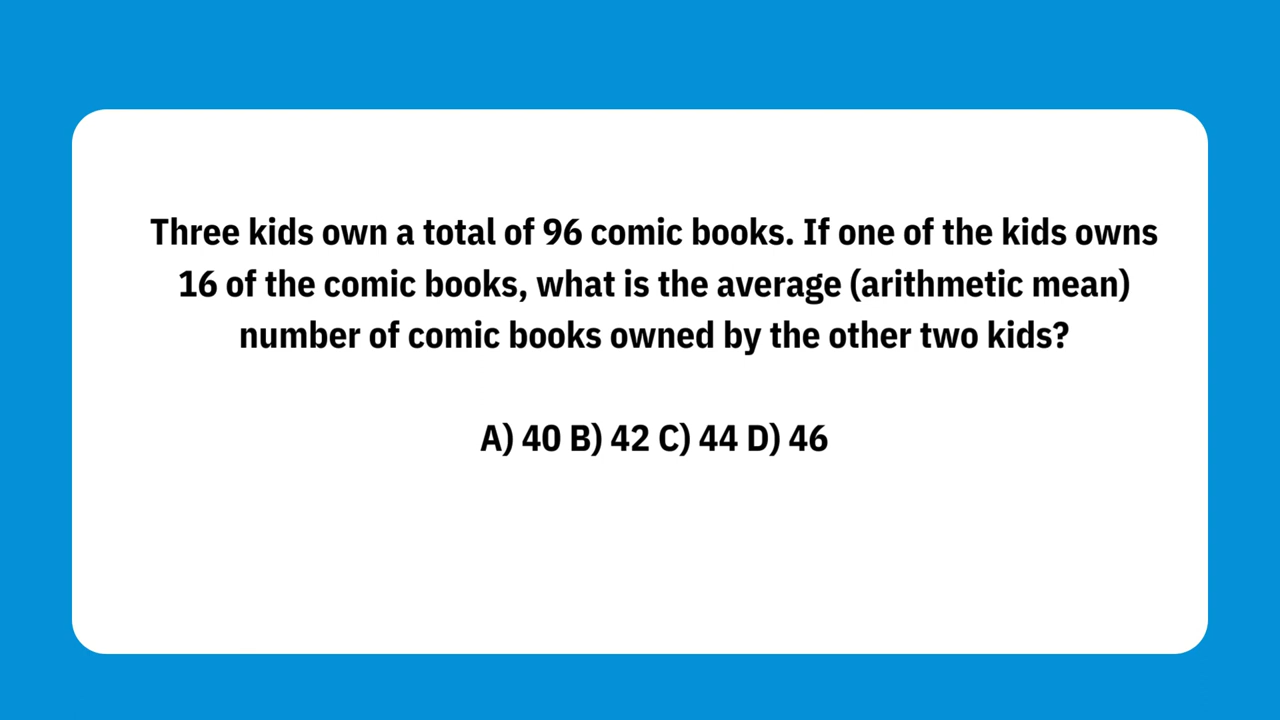 Three kids own a total of 96 comic books. If one of the kids owns
16 of the comic books, what is the average (arithmetic mean)
number of comic books owned by the other two kids?
A) 40 B) 42 C) 44 D) 46